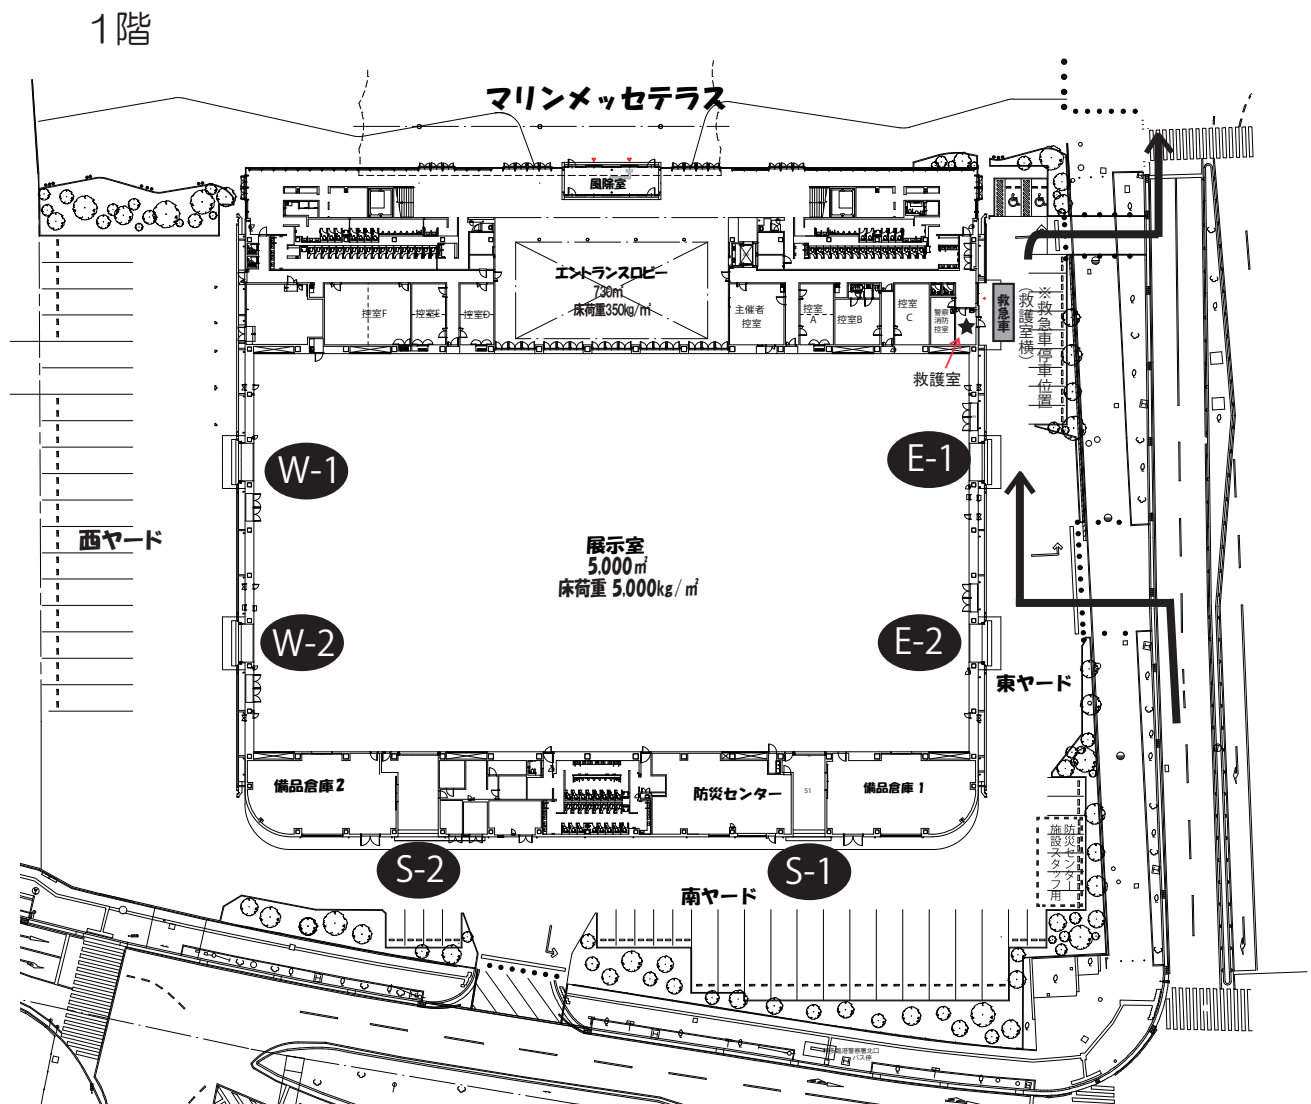 1階
マリンメッセテラス
風除室
エントランスロビー
730㎡
床荷重350kg/㎡
控室F
控室E
控室D
主催者
控室
控室
A
控室B
控室
C
警察
消防
控室
救急車
※救急車停車位置
(救護室横)
救護室
W-1
E-1
西ヤード
展示室
5,000㎡
床荷重 5,000kg/㎡
W-2
E-2
東ヤード
備品倉庫2
防災センター
S1
備品倉庫1
防災センター
施設スタッフ用
S-2
S-1
南ヤード
バス停